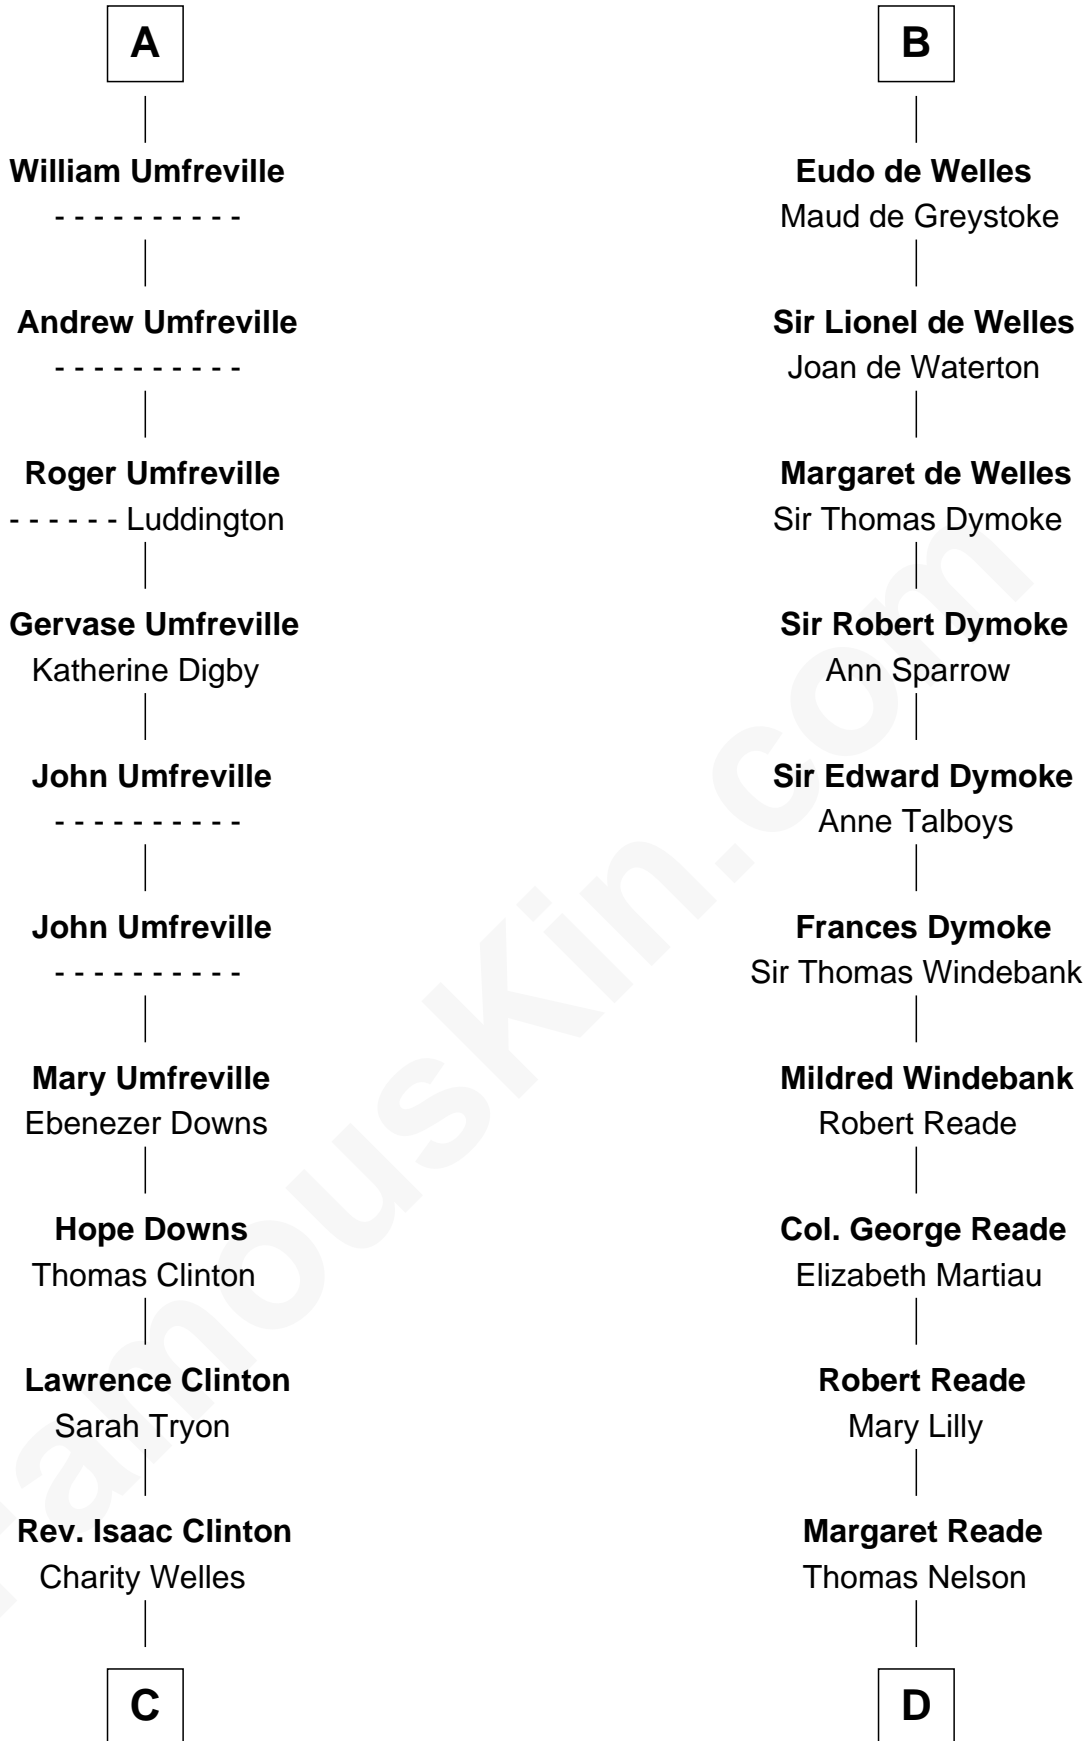 A
William Umfreville
- - - - - - - - - -
Andrew Umfreville
- - - - - - - - - -
Roger Umfreville
- - - - - - Luddington
Gervase Umfreville
Katherine Digby
John Umfreville
- - - - - - - - - -
John Umfreville
- - - - - - - - - -
Mary Umfreville
Ebenezer Downs
Hope Downs
Thomas Clinton
Lawrence Clinton
Sarah Tryon
Rev. Isaac Clinton
Charity Welles
C
B
Eudo de Welles
Maud de Greystoke
Sir Lionel de Welles
Joan de Waterton
Margaret de Welles
Sir Thomas Dymoke
Sir Robert Dymoke
Ann Sparrow
Sir Edward Dymoke
Anne Talboys
Frances Dymoke
Sir Thomas Windebank
Mildred Windebank
Robert Reade
Col. George Reade
Elizabeth Martiau
Robert Reade
Mary Lilly
Margaret Reade
Thomas Nelson
D
FamousKin.com